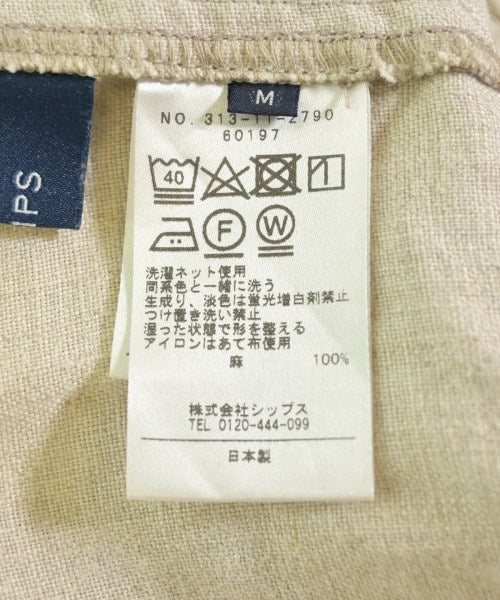 M
NO. 313-11-2790
60197
40
F W
洗濯ネット使用
同系色と一緒に洗う
生成り、淡色は蛍光増白剤禁止
つけ置き洗い禁止
湿った状態で形を整える
アイロンはあて布使用
麻 100%
株式会社シップス
TEL 0120-444-099
日本製
IPS